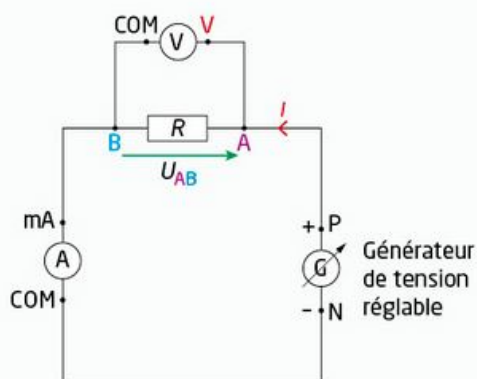 COM V V
B R A I
U_AB
mA
A
COM
+ P
G
- N
Générateur
de tension
réglable